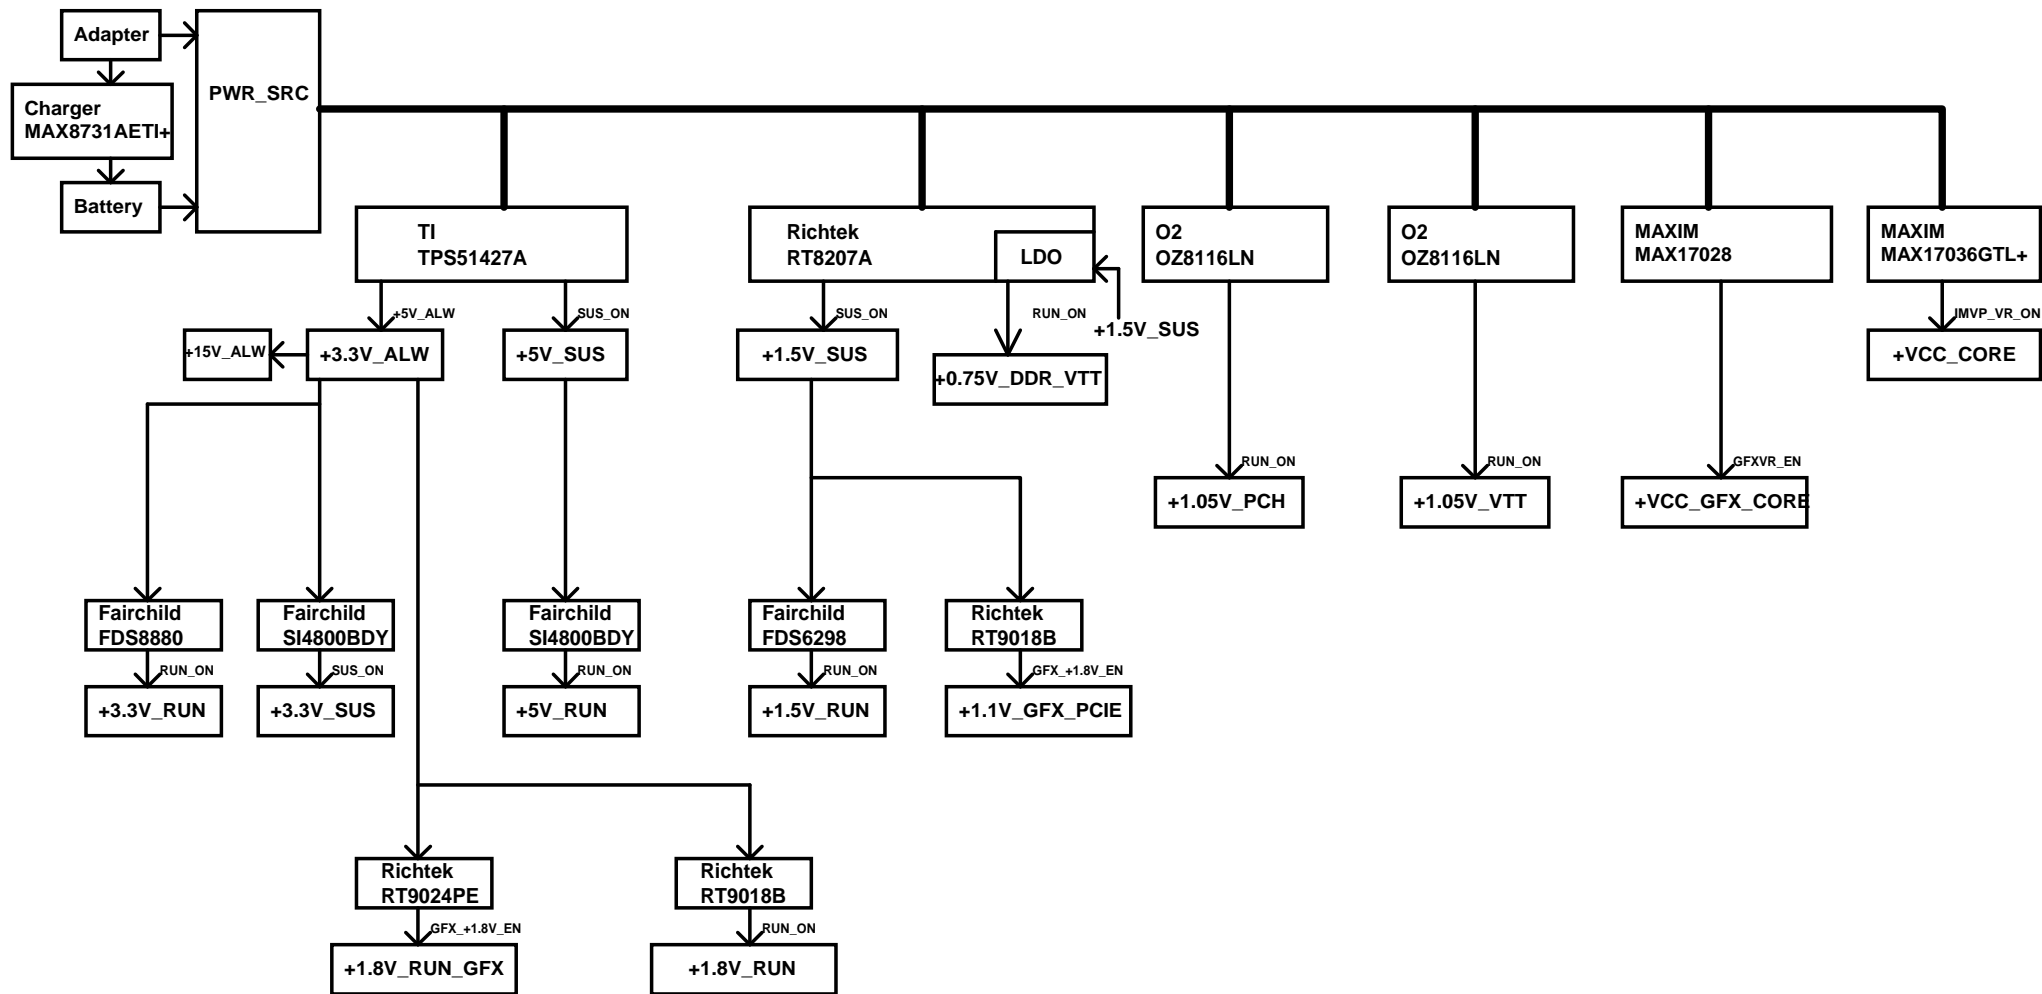 Adapter
PWR_SRC
Charger
MAX8731AETI+
Battery
TI
TPS51427A
Richtek
RT8207A
LDO
O2
OZ8116LN
O2
OZ8116LN
MAXIM
MAX17028
MAXIM
MAX17036GTL+
+5V_ALW
SUS_ON
SUS_ON
RUN_ON
+1.5V_SUS
IMVP_VR_ON
+15V_ALW
+3.3V_ALW
+5V_SUS
+1.5V_SUS
+0.75V_DDR_VTT
+VCC_CORE
RUN_ON
RUN_ON
GFXVR_EN
+1.05V_PCH
+1.05V_VTT
+VCC_GFX_CORE
Fairchild
FDS8880
Fairchild
SI4800BDY
Fairchild
SI4800BDY
Fairchild
FDS6298
Richtek
RT9018B
RUN_ON
SUS_ON
RUN_ON
RUN_ON
GFX_+1.8V_EN
+3.3V_RUN
+3.3V_SUS
+5V_RUN
+1.5V_RUN
+1.1V_GFX_PCIE
Richtek
RT9024PE
Richtek
RT9018B
GFX_+1.8V_EN
RUN_ON
+1.8V_RUN_GFX
+1.8V_RUN